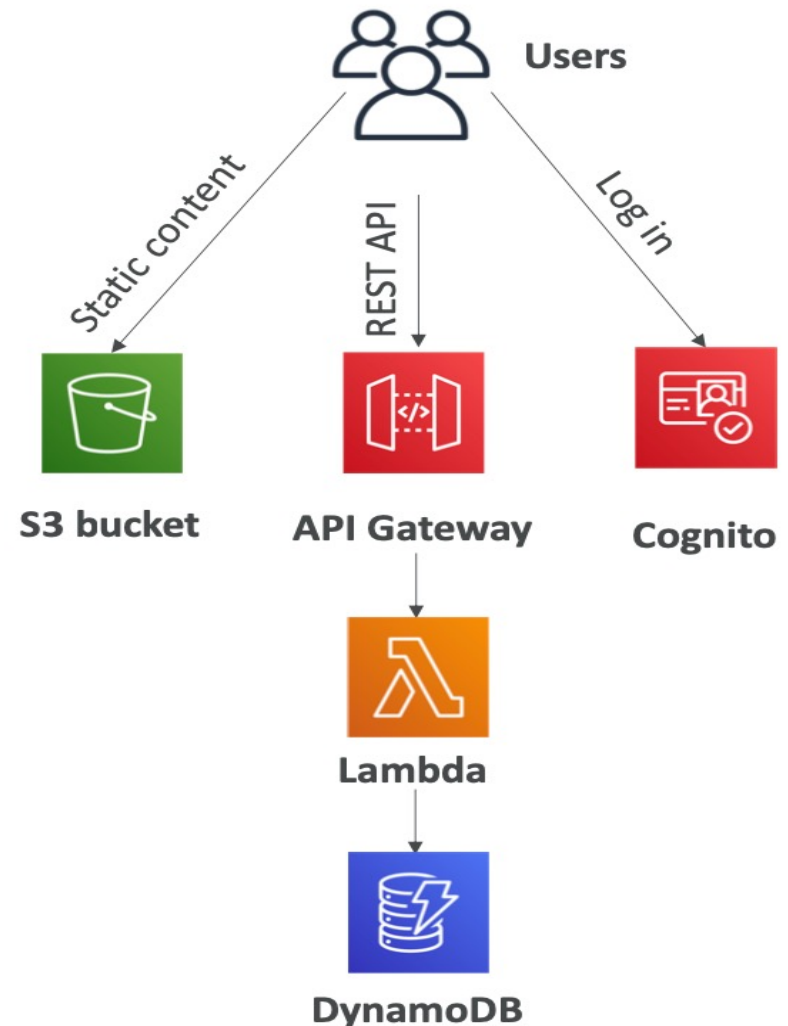 Users
Static content
REST API
Log in
S3 bucket
</>
API Gateway
Cognito
Lambda
DynamoDB